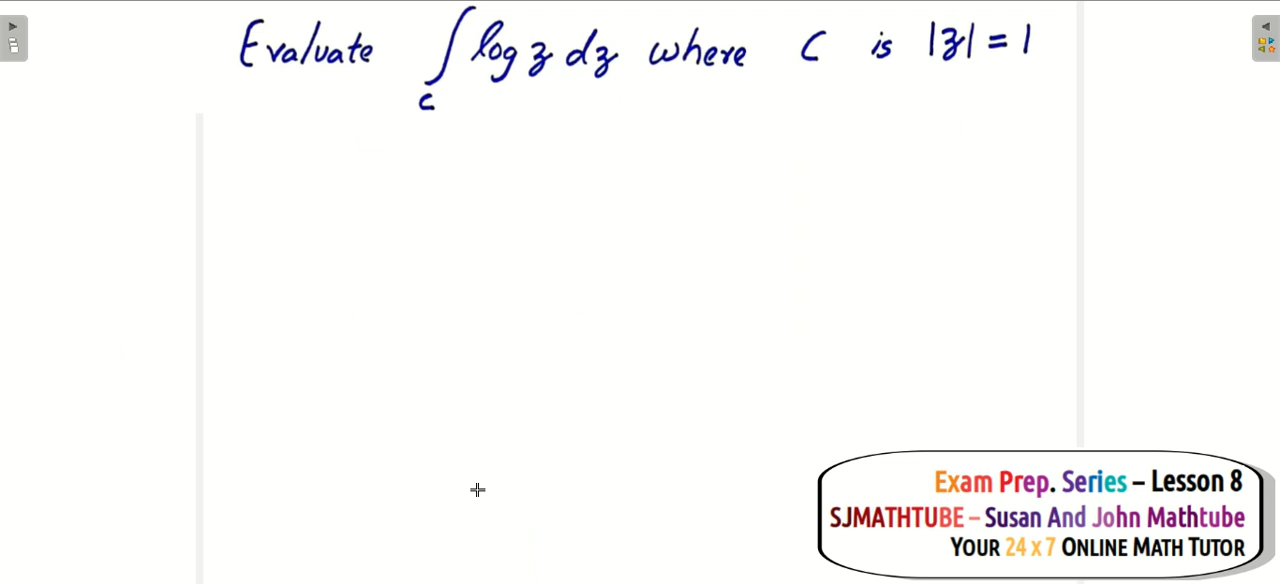 Evaluate ∫_C log z dz where C is |z| = 1
Exam Prep. Series – Lesson 8
SJMATHTUBE – Susan And John Mathtube
YOUR 24 x 7 ONLINE MATH TUTOR